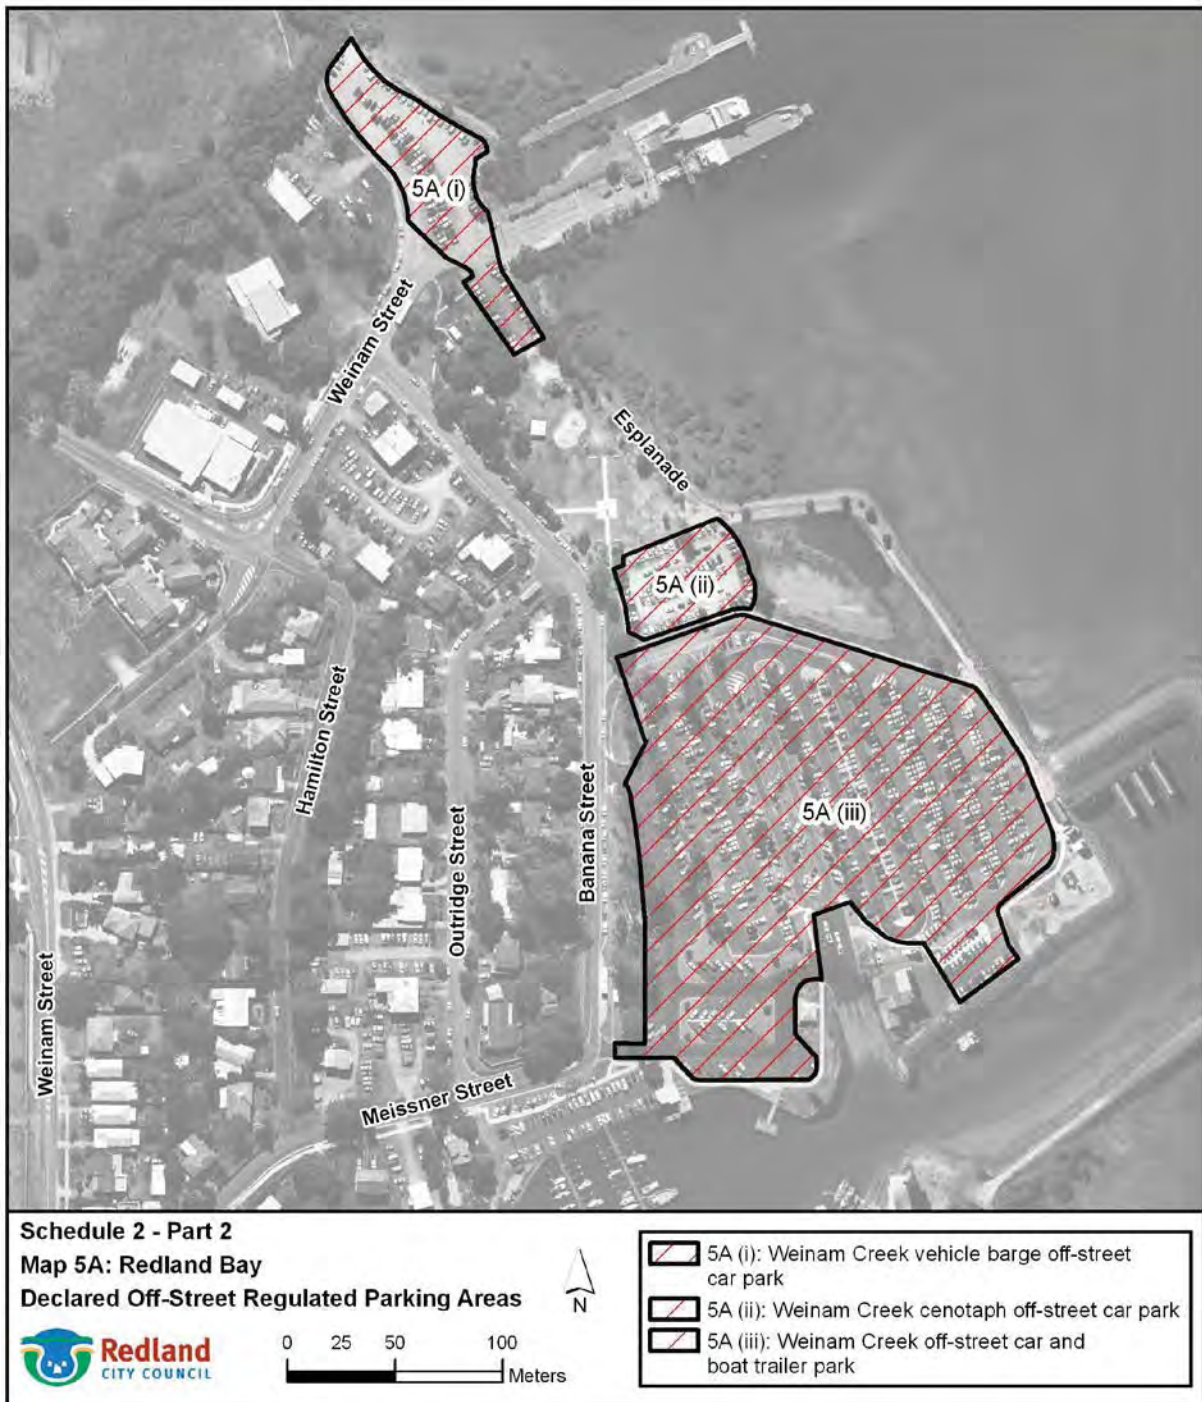 5A (i)
Weinam Street
Esplanade
5A (ii)
Hamilton Street
Outridge Street
Banana Street
5A (iii)
Weinam Street
Meissner Street
Schedule 2 - Part 2
Map 5A: Redland Bay
Declared Off-Street Regulated Parking Areas
N
Redland
CITY COUNCIL
0 25 50 100
Meters
5A (i): Weinam Creek vehicle barge off-street
car park
5A (ii): Weinam Creek cenotaph off-street car park
5A (iii): Weinam Creek off-street car and
boat trailer park